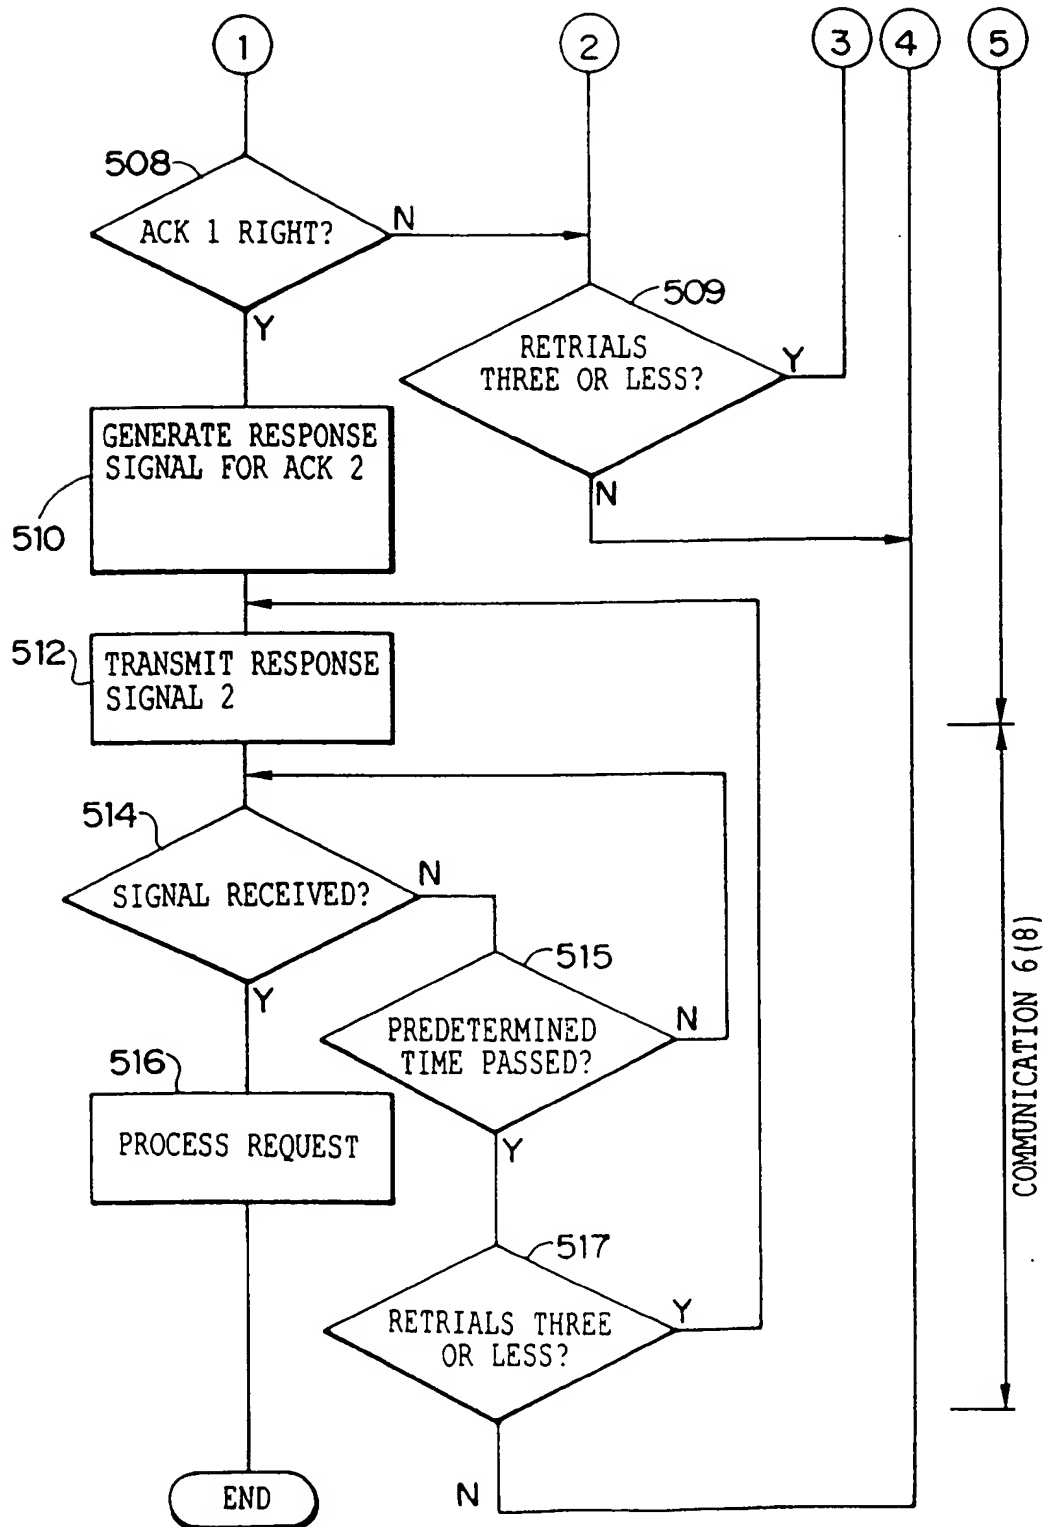 1
2
3
4
5
508
ACK 1 RIGHT?
N
Y
509
RETRIALS
THREE OR LESS?
Y
N
GENERATE RESPONSE
SIGNAL FOR ACK 2
510
512
TRANSMIT RESPONSE
SIGNAL 2
514
SIGNAL RECEIVED?
N
Y
515
PREDETERMINED
TIME PASSED?
N
Y
516
PROCESS REQUEST
517
RETRIALS THREE
OR LESS?
Y
N
END
COMMUNICATION 6(8)